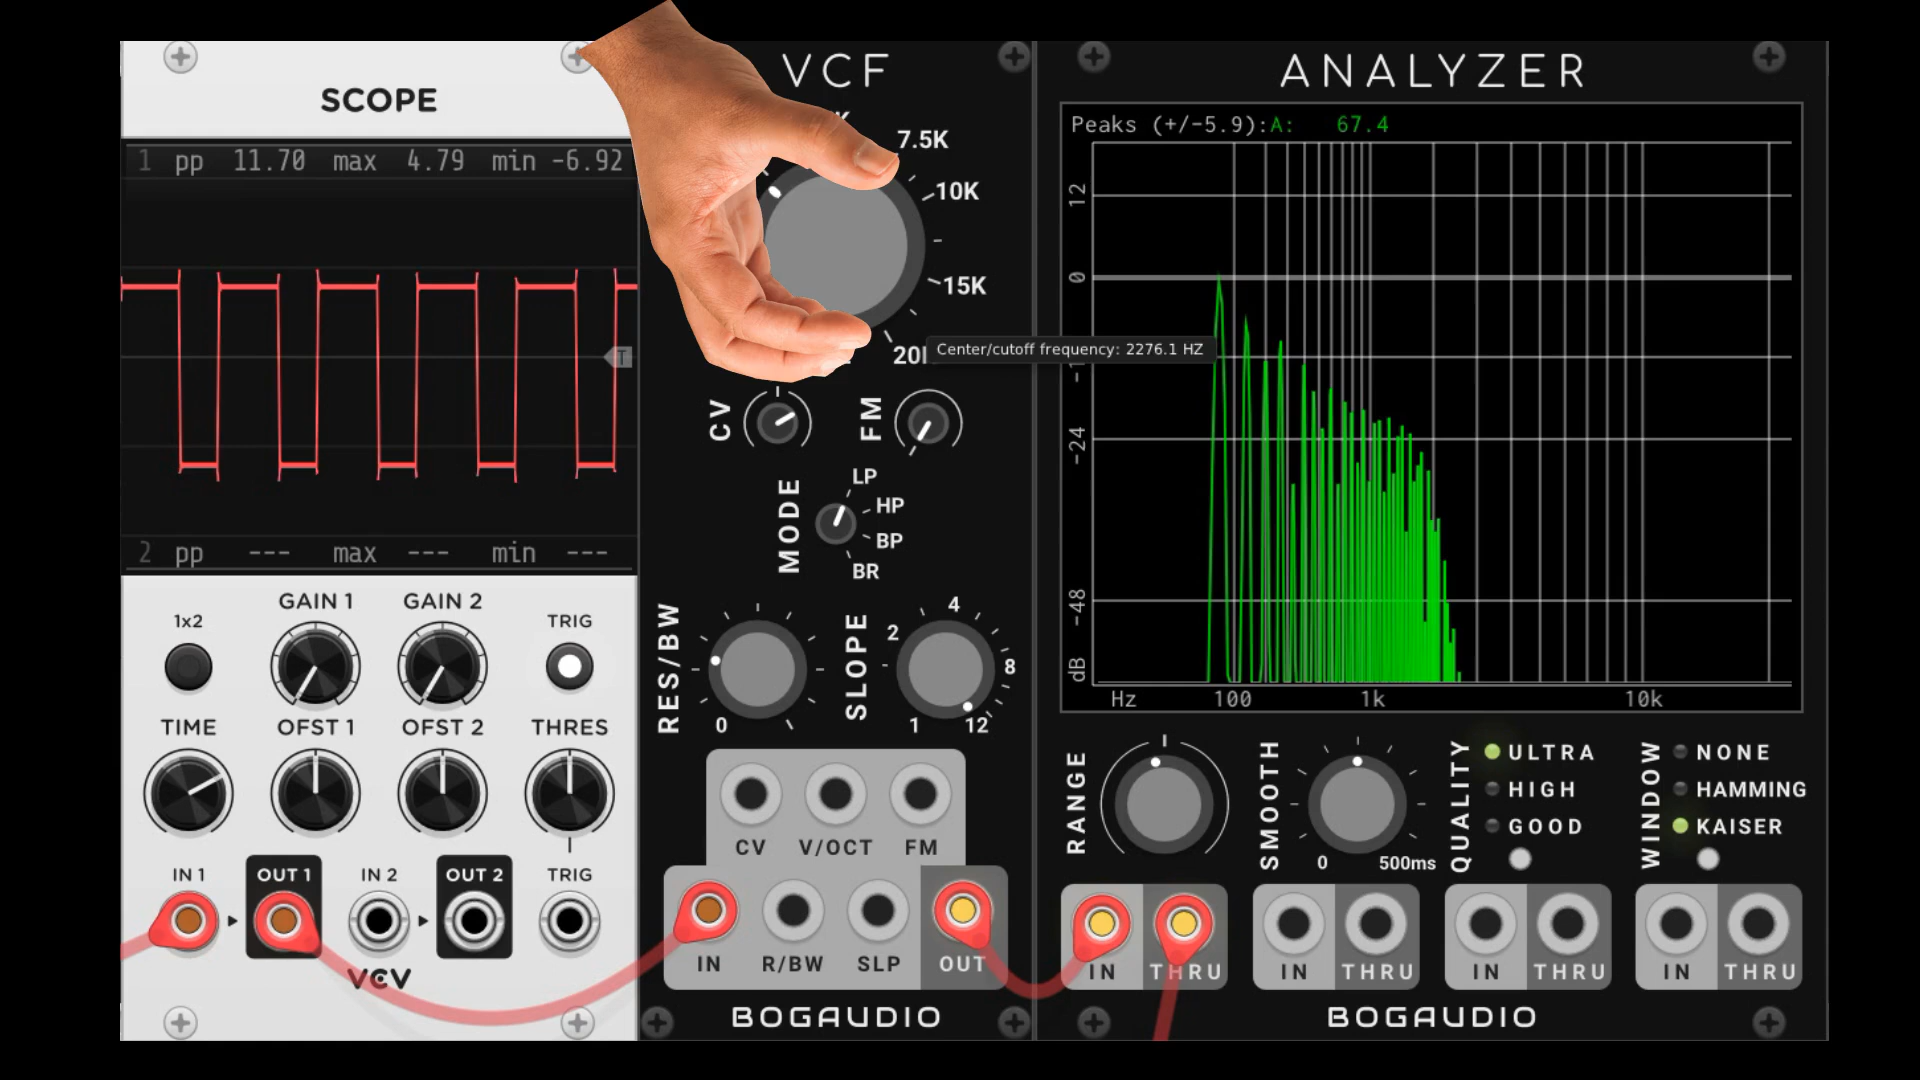 SCOPE
1 pp 11.70 max 4.79 min -6.92
2 pp --- max --- min ---
GAIN 1 GAIN 2
1x2 TRIG
TIME OFST 1 OFST 2 THRES
IN 1 OUT 1 IN 2 OUT 2 TRIG
VCV
VCF
7.5K
10K
15K
Center/cutoff frequency: 2276.1 HZ
CV FM
MODE
LP
HP
BP
BR
RES/BW
0
SLOPE
1 2 4 8 12
CV V/OCT FM
IN R/BW SLP OUT
BOGAUDIO
ANALYZER
Peaks (+/-5.9):A: 67.4
12
0
-24
-48
dB
Hz 100 1k 10k
RANGE
SMOOTH
0 500ms
QUALITY
ULTRA
HIGH
GOOD
WINDOW
NONE
HAMMING
KAISER
IN THRU IN THRU IN THRU IN THRU
BOGAUDIO